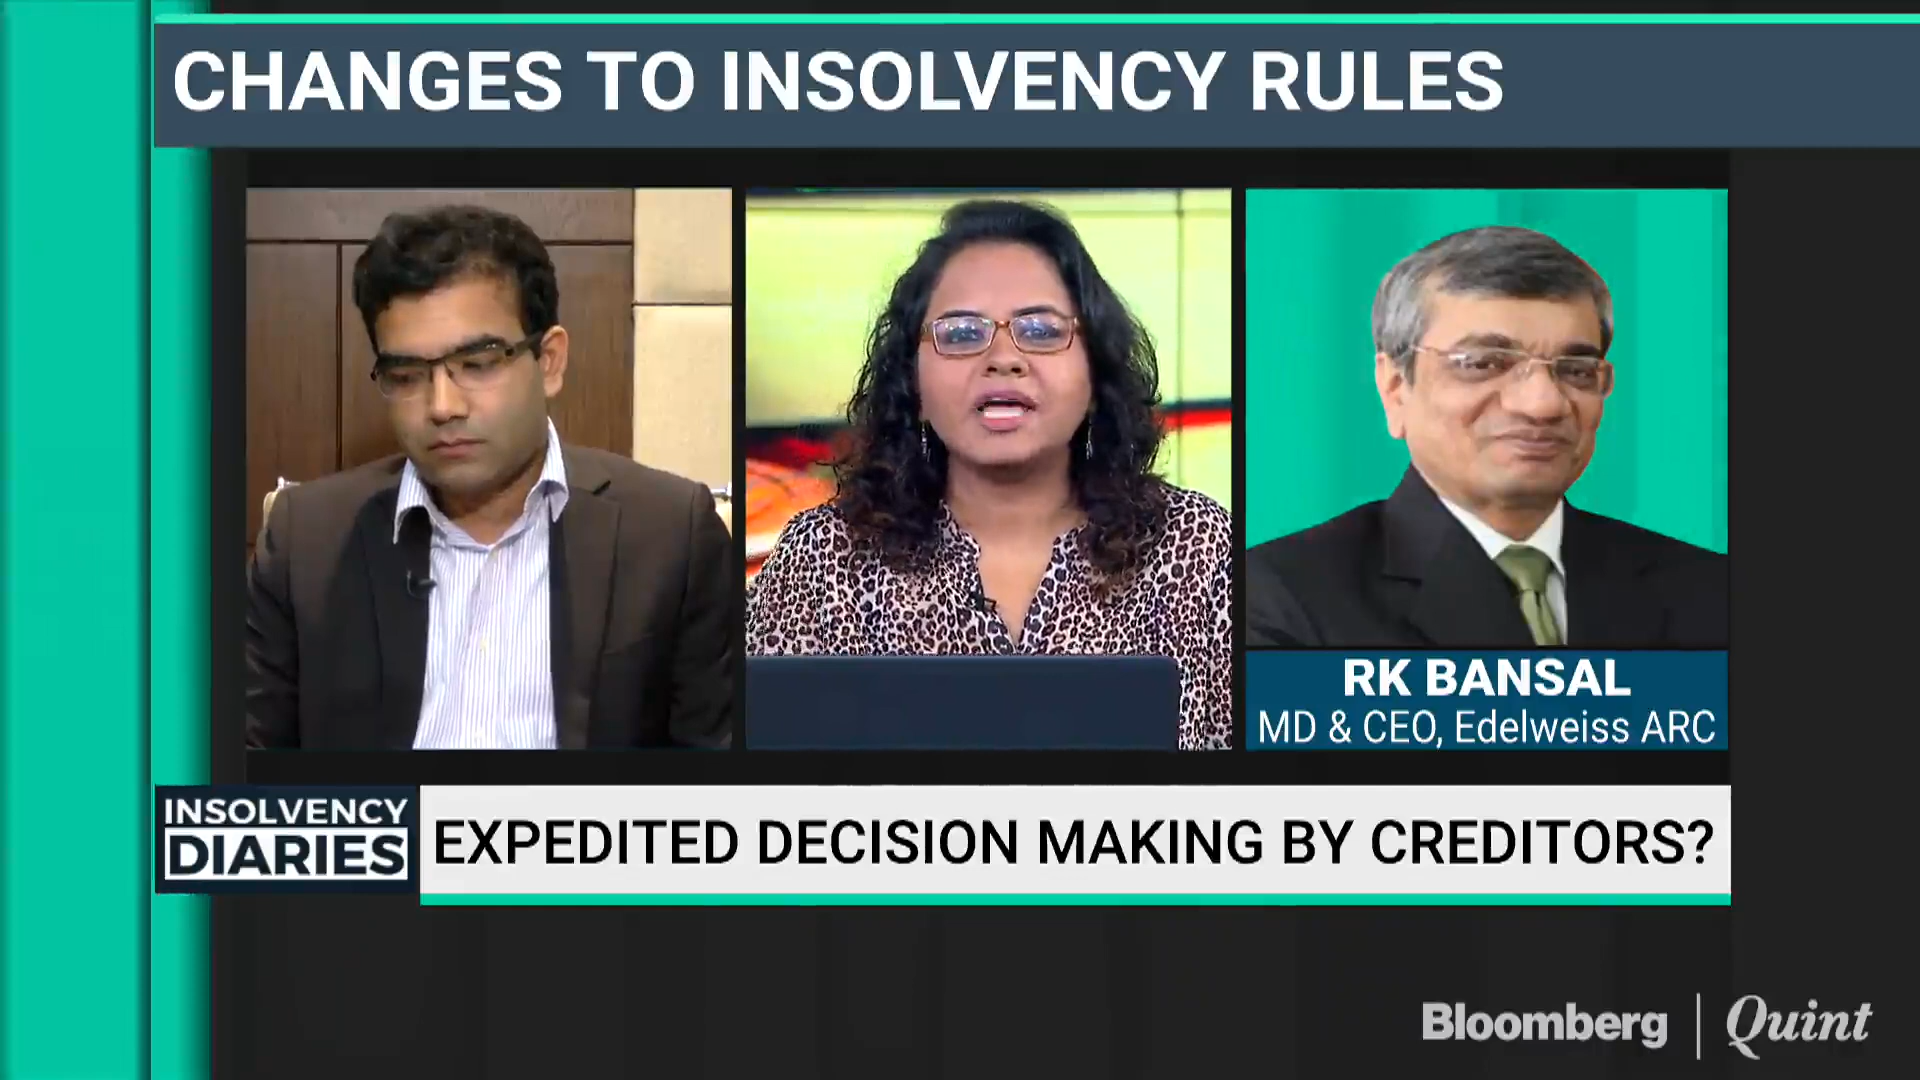 CHANGES TO INSOLVENCY RULES
RK BANSAL
MD & CEO, Edelweiss ARC
INSOLVENCY
DIARIES
EXPEDITED DECISION MAKING BY CREDITORS?
Bloomberg | Quint